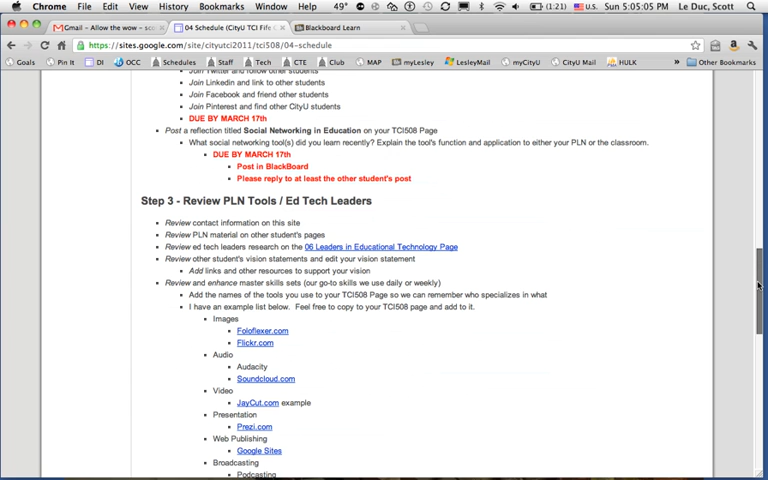 Chrome File Edit View History Bookmarks Window Help 49° (1:21) U.S. Sun 5:05:05 PM Le Duc, Scott
Gmail - Allow the wow – sc
04 Schedule (CityU TCI Fife
Blackboard Learn
https://sites.google.com/site/cityutci2011/tci508/04-schedule
Goals Pin It DI OCC Schedules Staff Tech CTE Club MAP myLesley LesleyMail myCityU CityU Mail HULK Other Bookmarks
Join Twitter and follow other students
Join Linkedin and link to other students
Join Facebook and friend other students
Join Pinterest and find other CityU students
DUE BY MARCH 17th
Post a reflection titled Social Networking in Education on your TCI508 Page
What social networking tool(s) did you learn recently? Explain the tool's function and application to either your PLN or the classroom.
DUE BY MARCH 17th
Post in BlackBoard
Please reply to at least the other student's post
Step 3 - Review PLN Tools / Ed Tech Leaders
Review contact information on this site
Review PLN material on other student's pages
Review ed tech leaders research on the 06 Leaders in Educational Technology Page
Review other student's vision statements and edit your vision statement
Add links and other resources to support your vision
Review and enhance master skills sets (our go-to skills we use daily or weekly)
Add the names of the tools you use to your TCI508 Page so we can remember who specializes in what
I have an example list below. Feel free to copy to your TCI508 page and add to it.
Images
Foloflexer.com
Flickr.com
Audio
Audacity
Soundcloud.com
Video
JayCut.com example
Presentation
Prezi.com
Web Publishing
Google Sites
Broadcasting
Podcasting